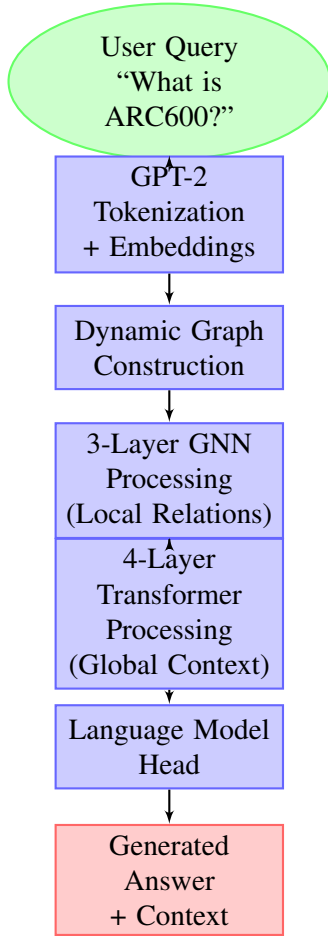 User Query
“What is
ARC600?”
GPT-2
Tokenization
+ Embeddings
Dynamic Graph
Construction
3-Layer GNN
Processing
(Local Relations)
4-Layer
Transformer
Processing
(Global Context)
Language Model
Head
Generated
Answer
+ Context